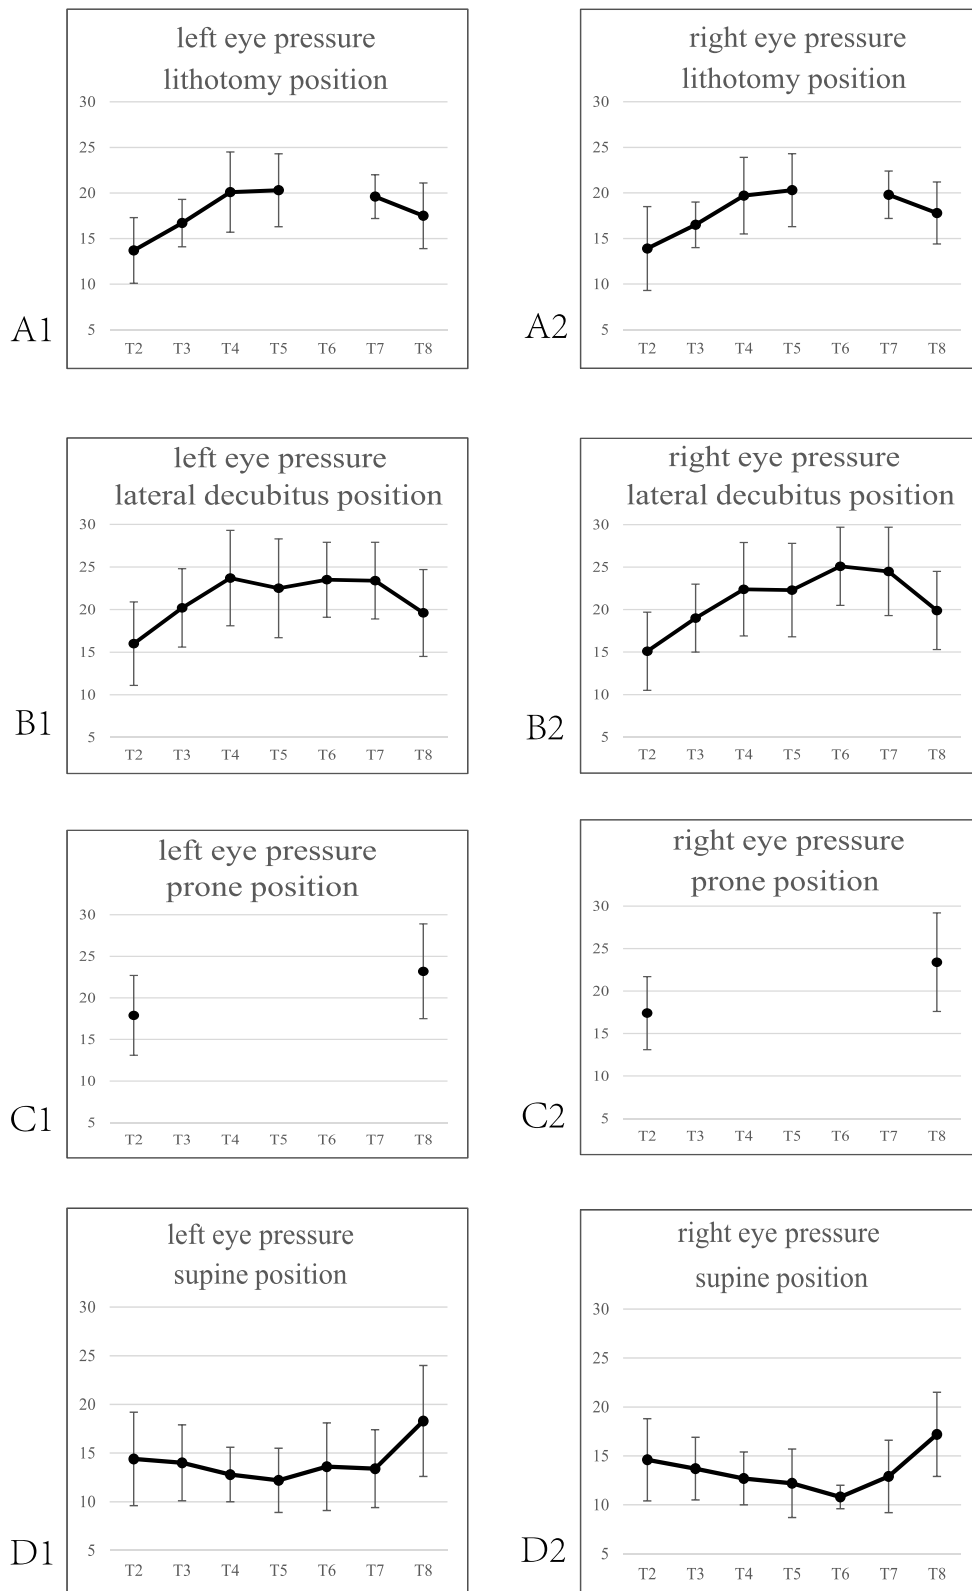 left eye pressure
lithotomy position
30
25
20
15
10
5
T2 T3 T4 T5 T6 T7 T8
A1
right eye pressure
lithotomy position
30
25
20
15
10
5
T2 T3 T4 T5 T6 T7 T8
A2
left eye pressure
lateral decubitus position
30
25
20
15
10
5
T2 T3 T4 T5 T6 T7 T8
B1
right eye pressure
lateral decubitus position
30
25
20
15
10
5
T2 T3 T4 T5 T6 T7 T8
B2
left eye pressure
prone position
30
25
20
15
10
5
T2 T3 T4 T5 T6 T7 T8
C1
right eye pressure
prone position
30
25
20
15
10
5
T2 T3 T4 T5 T6 T7 T8
C2
left eye pressure
supine position
30
25
20
15
10
5
T2 T3 T4 T5 T6 T7 T8
D1
right eye pressure
supine position
30
25
20
15
10
5
T2 T3 T4 T5 T6 T7 T8
D2